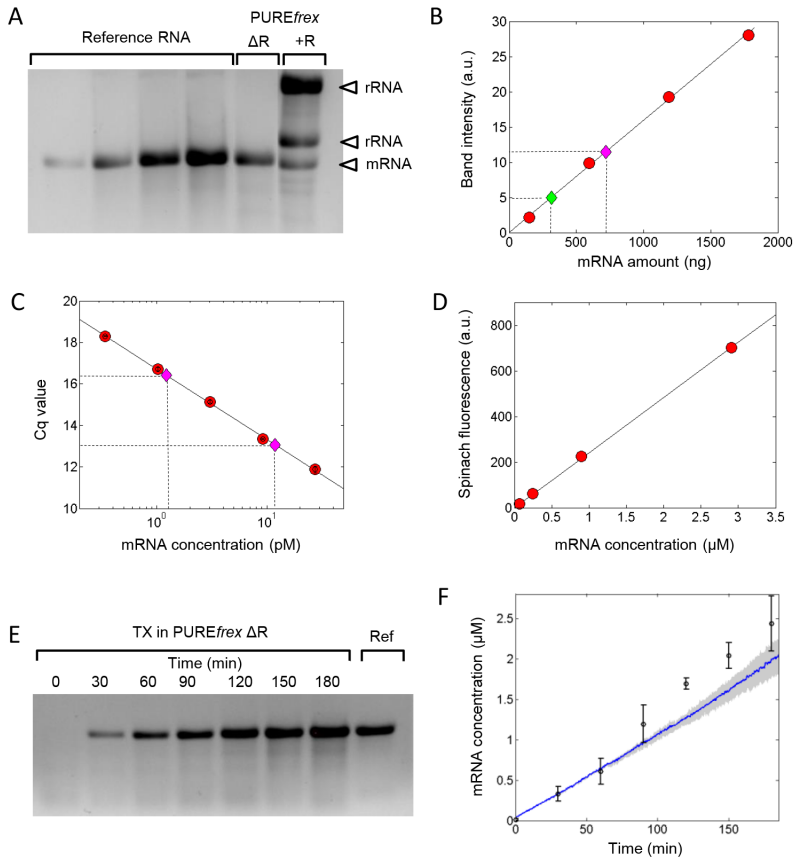 A
Reference RNA
PUREfrex
ΔR
+R
rRNA
rRNA
mRNA
B
Band intensity (a.u.)
30
25
20
15
10
5
0
0
500
1000
1500
2000
mRNA amount (ng)
C
Cq value
20
18
16
14
12
10
10⁰
10¹
mRNA concentration (pM)
D
Spinach fluorescence (a.u.)
800
600
400
200
0
0
0.5
1
1.5
2
2.5
3
3.5
mRNA concentration (µM)
E
TX in PUREfrex ΔR
Ref
Time (min)
0 30 60 90 120 150 180
F
mRNA concentration (µM)
2.5
2
1.5
1
0.5
0
0
50
100
150
Time (min)